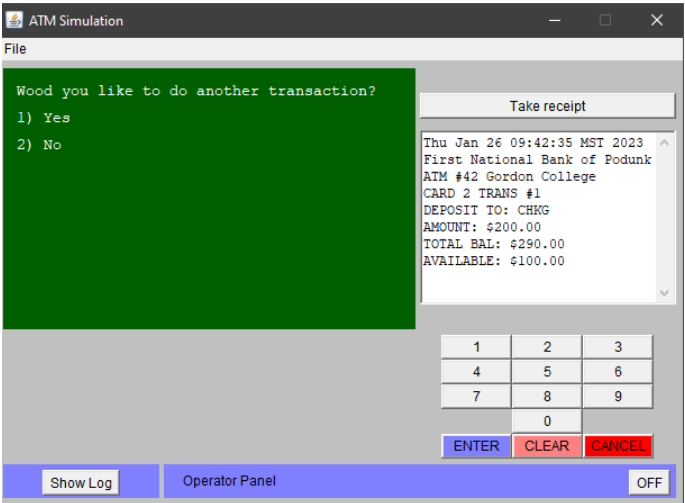 ATM Simulation
File
Wood you like to do another transaction?
1) Yes
2) No
Take receipt
Thu Jan 26 09:42:35 MST 2023
First National Bank of Podunk
ATM #42 Gordon College
CARD 2 TRANS #1
DEPOSIT TO: CHKG
AMOUNT: $200.00
TOTAL BAL: $290.00
AVAILABLE: $100.00
1 2 3
4 5 6
7 8 9
0
ENTER CLEAR CANCEL
Show Log Operator Panel OFF